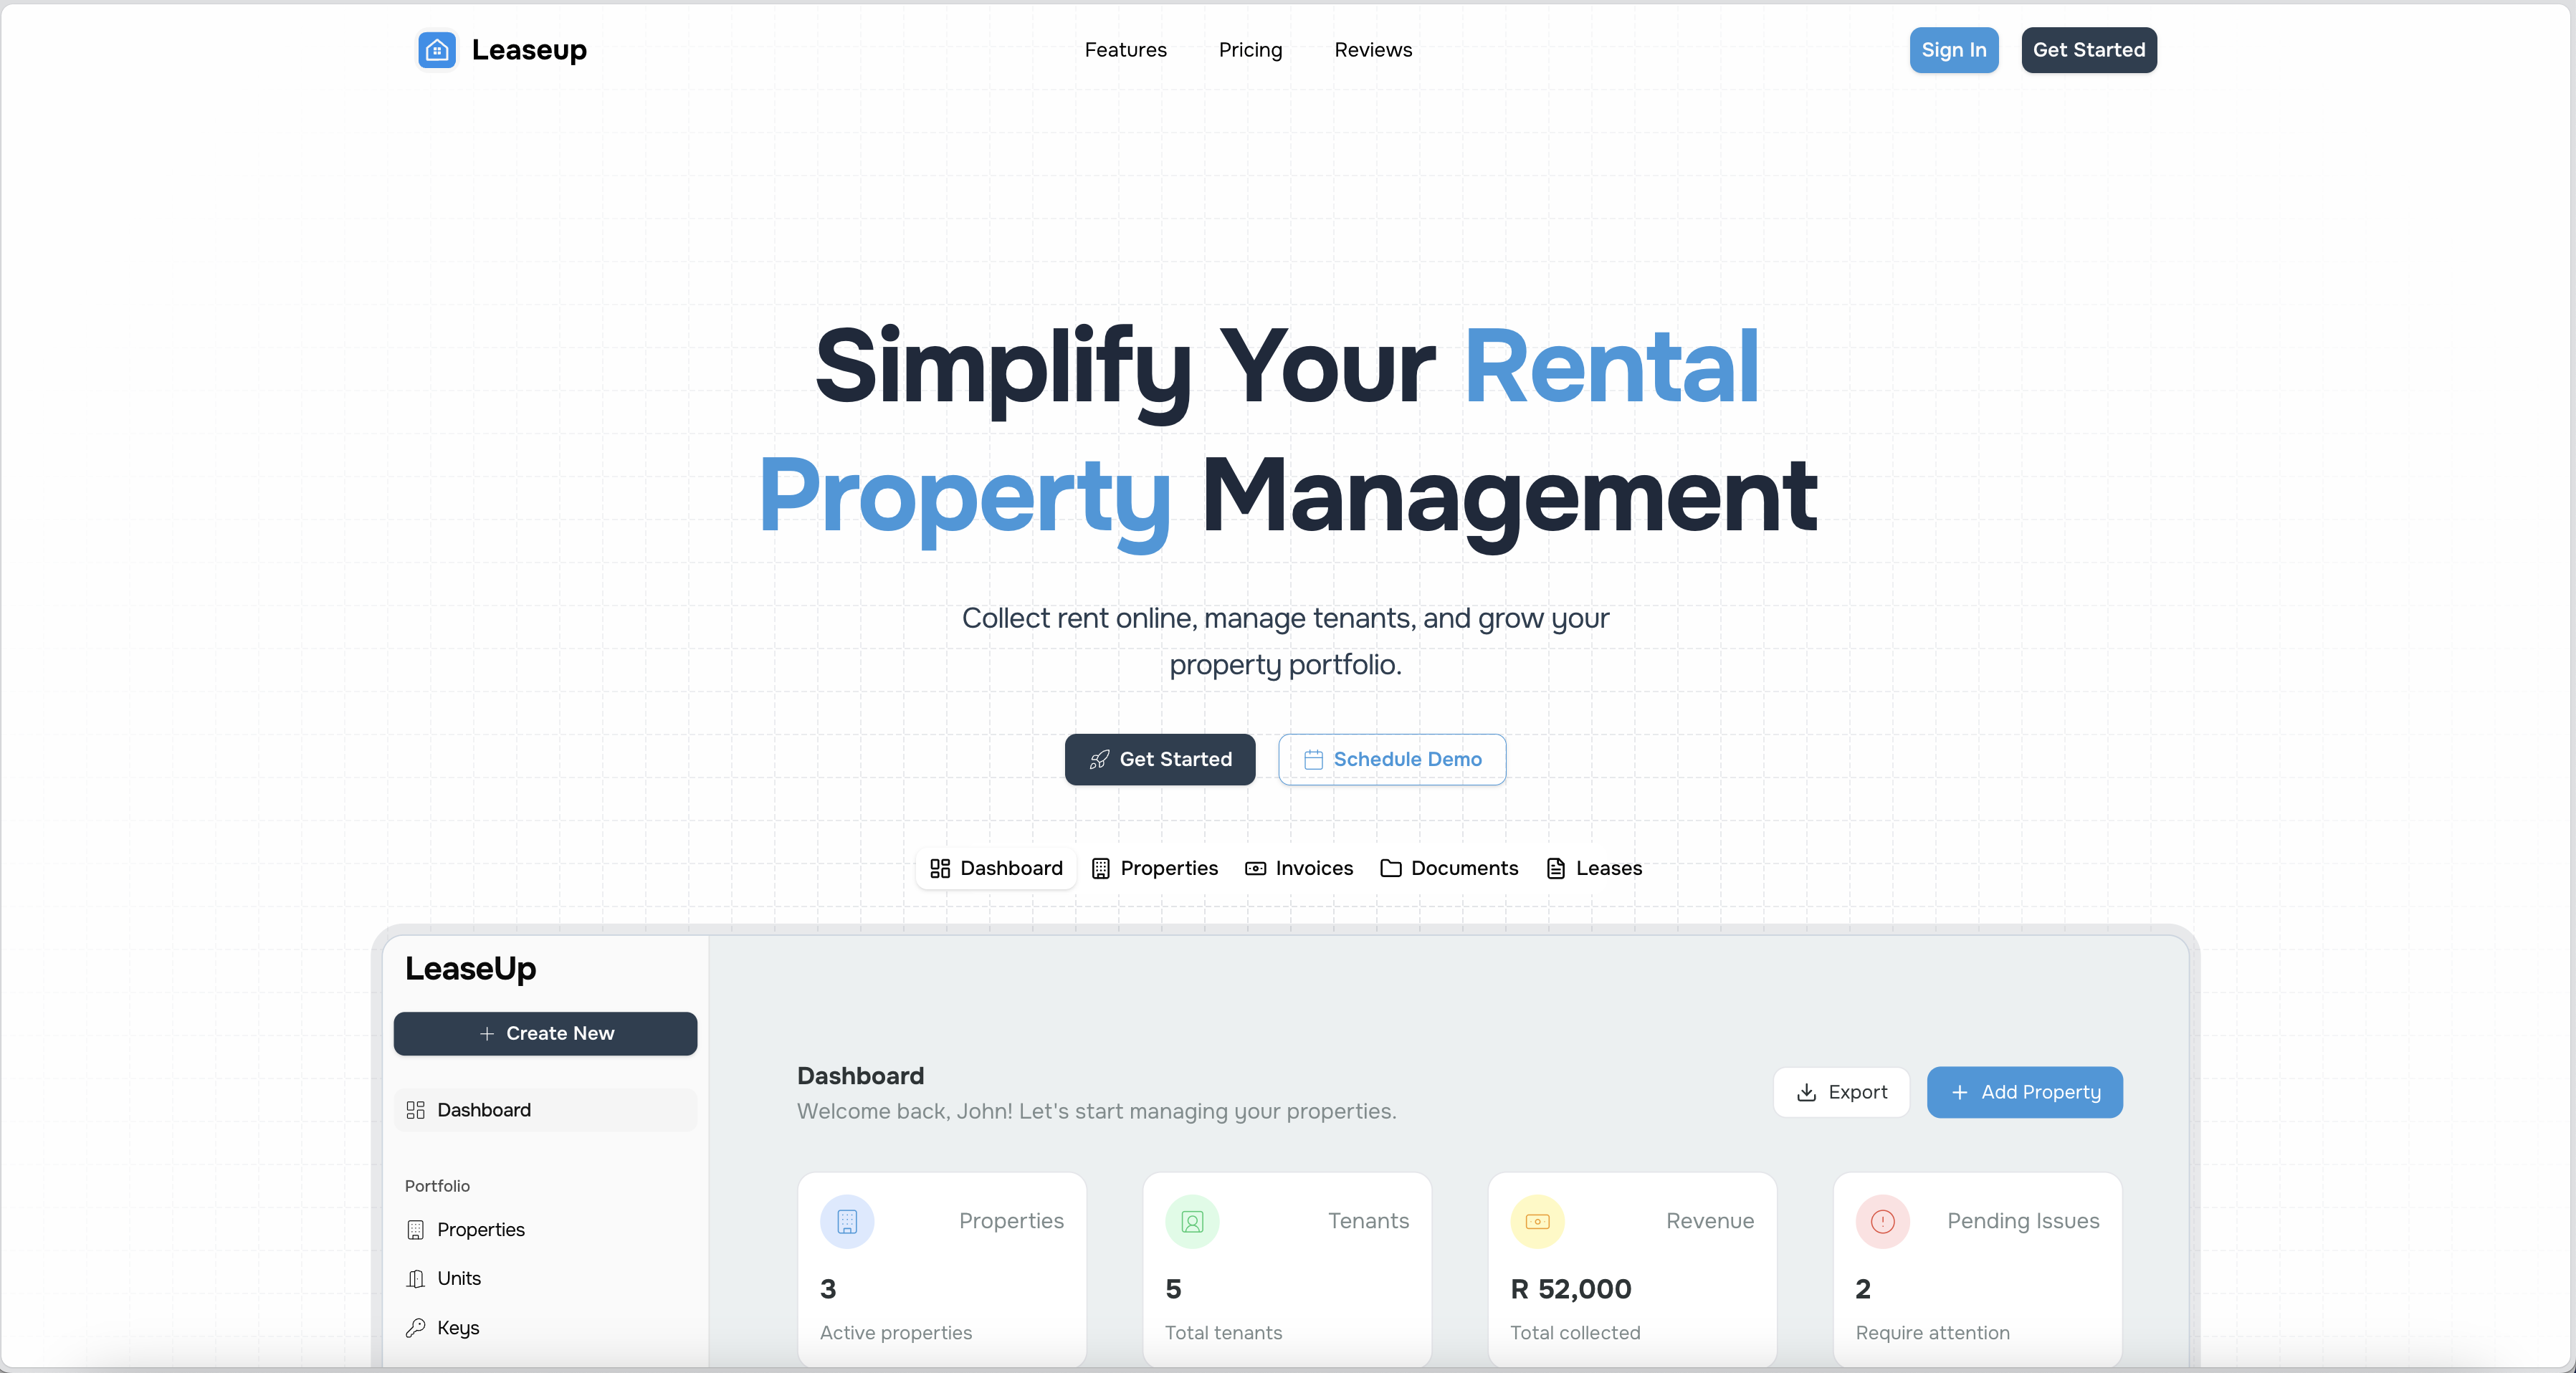 Leaseup
Features Pricing Reviews
Sign In Get Started
Simplify Your Rental
Property Management
Collect rent online, manage tenants, and grow your
property portfolio.
Get Started Schedule Demo
Dashboard Properties Invoices Documents Leases
LeaseUp
Create New
Dashboard
Portfolio
Properties
Units
Keys
Dashboard
Welcome back, John! Let's start managing your properties.
Export Add Property
Properties
3
Active properties
Tenants
5
Total tenants
Revenue
R 52,000
Total collected
Pending Issues
2
Require attention